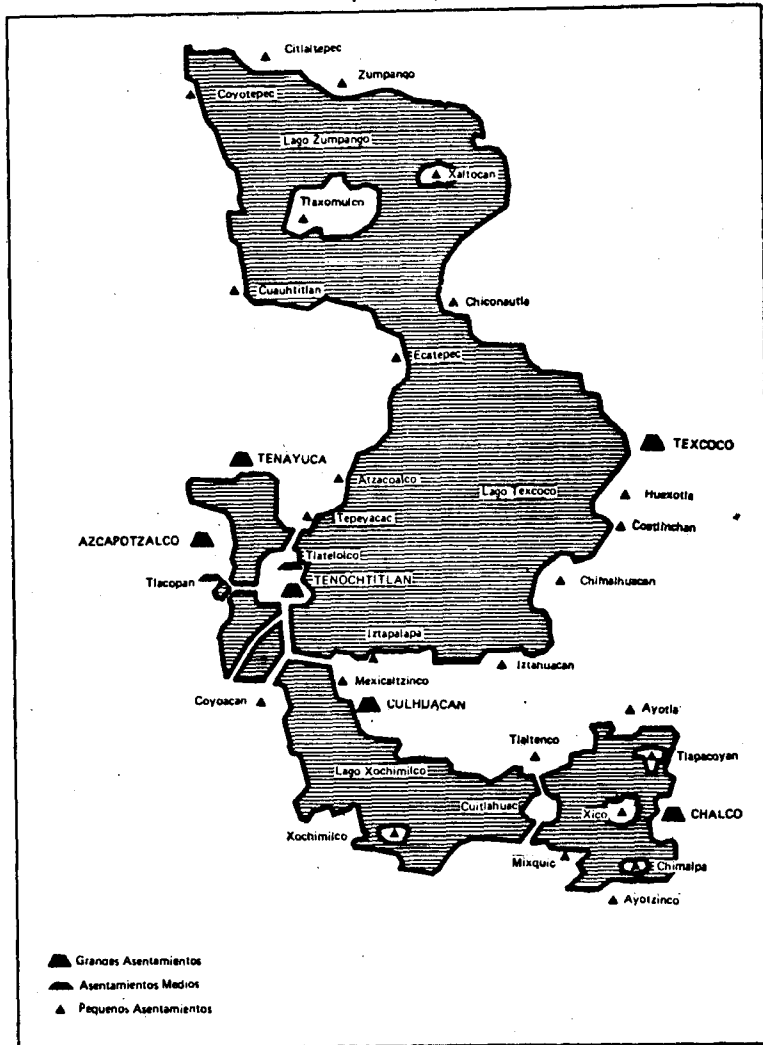 Citlaltepec
Zumpango
Coyotepec
Lago Zumpango
Xaltocan
Tlaxomulco
Cuauhtitlan
Chiconautla
Ecatepec
TEXCOCO
TENAYUCA
Atzacoalco
Lago Texcoco
Huexotla
Tepeyacac
Coatlinchan
AZCAPOTZALCO
Tlatelolco
Tlacopan
TENOCHTITLAN
Chimalhuacan
Iztapalapa
Iztahuacan
Mexicaltzinco
Coyoacan
CULHUACAN
Ayotla
Tlaltenco
Tlapacoyan
Lago Xochimilco
Cuitlahuac
Xico
CHALCO
Xochimilco
Mixquic
Chimalpa
Ayotzinco
Grandes Asentamientos
Asentamientos Medios
Pequenos Asentamientos